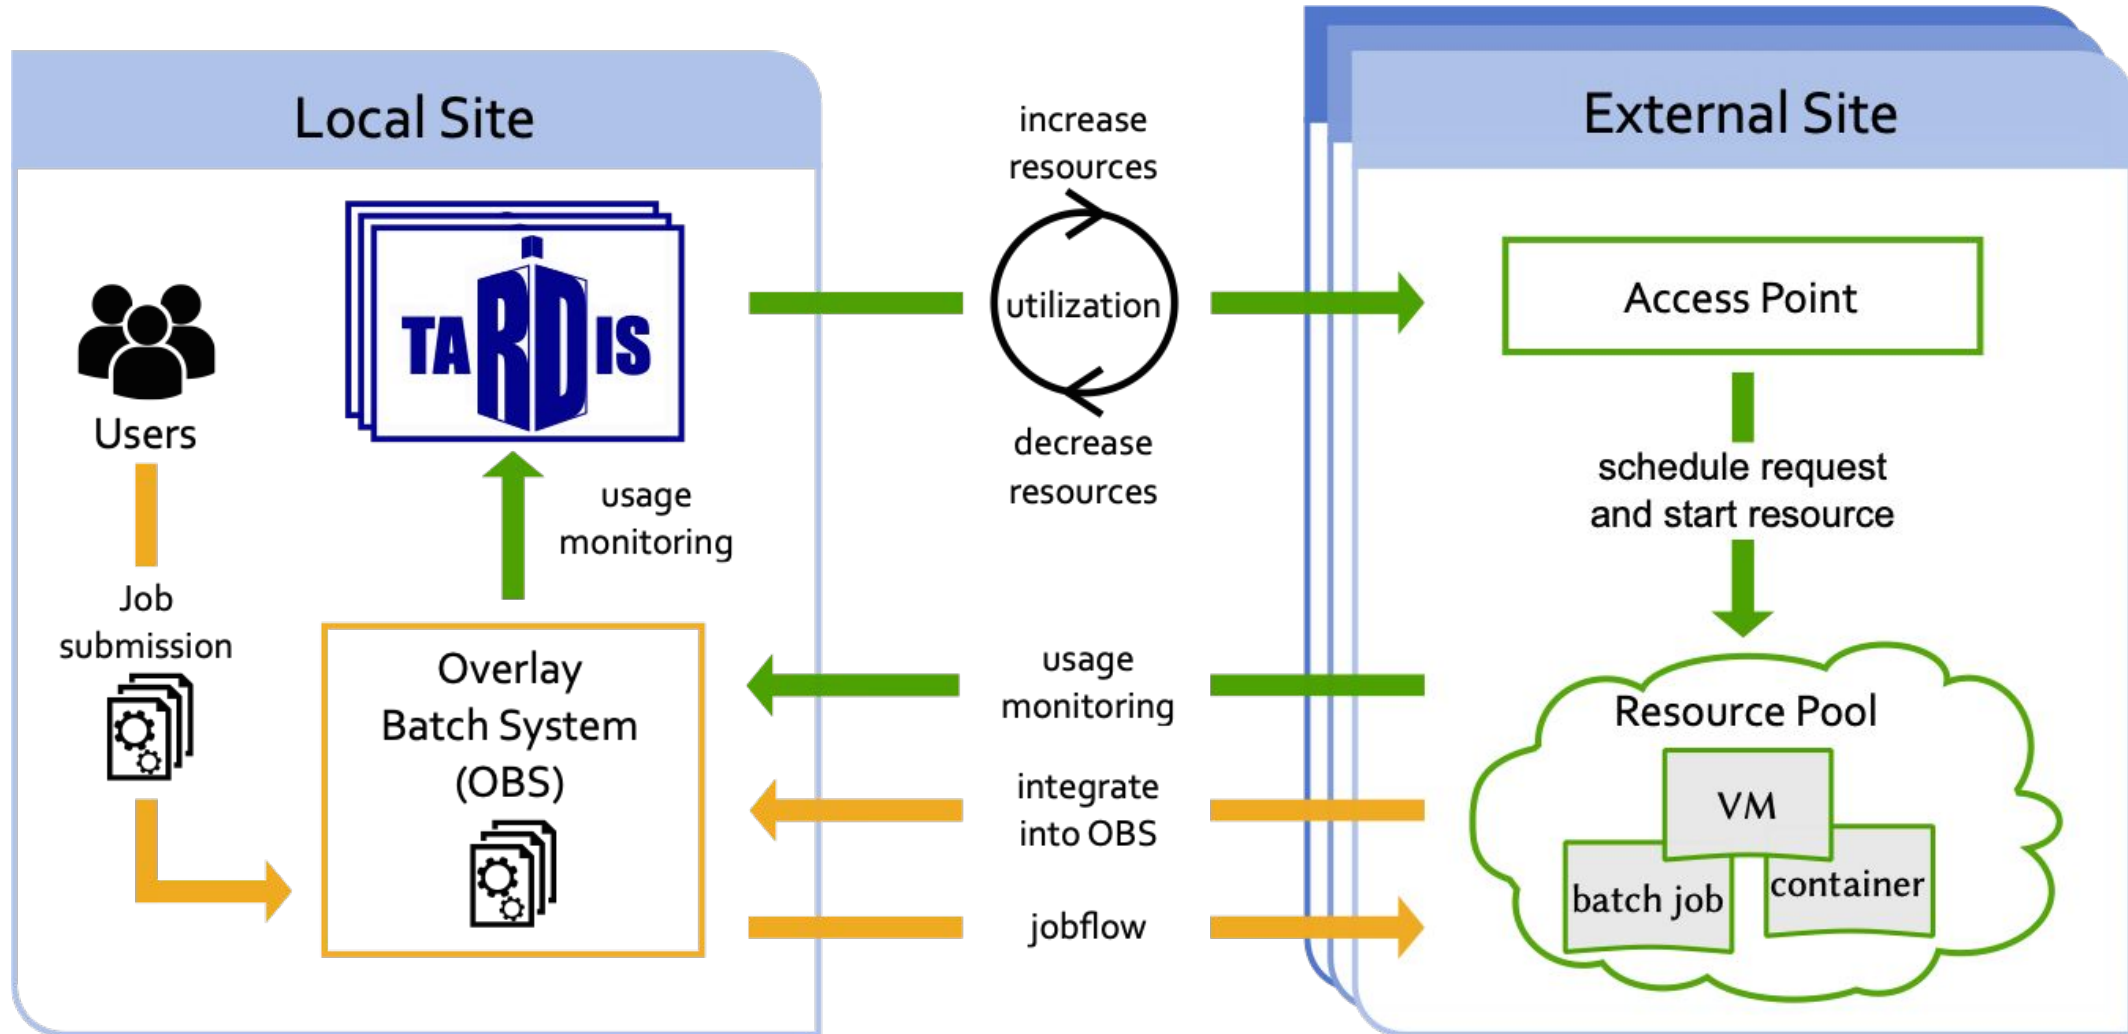 Local Site
Users
Job
submission
TARDIS
usage
monitoring
Overlay
Batch System
(OBS)
increase
resources
utilization
decrease
resources
usage
monitoring
integrate
into OBS
jobflow
External Site
Access Point
schedule request
and start resource
Resource Pool
VM
batch job
container